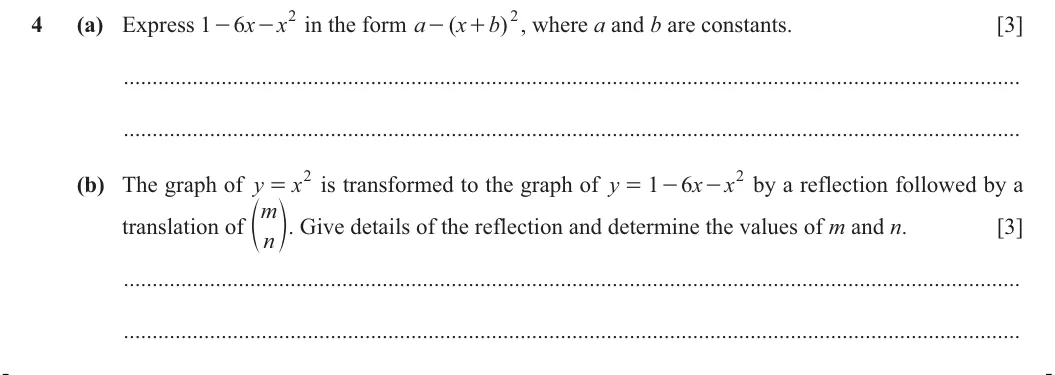 4 (a) Express 1−6x−x² in the form a−(x+b)², where a and b are constants. [3]
..........
..........
(b) The graph of y = x² is transformed to the graph of y = 1−6x−x² by a reflection followed by a
translation of (m n). Give details of the reflection and determine the values of m and n. [3]
..........
..........